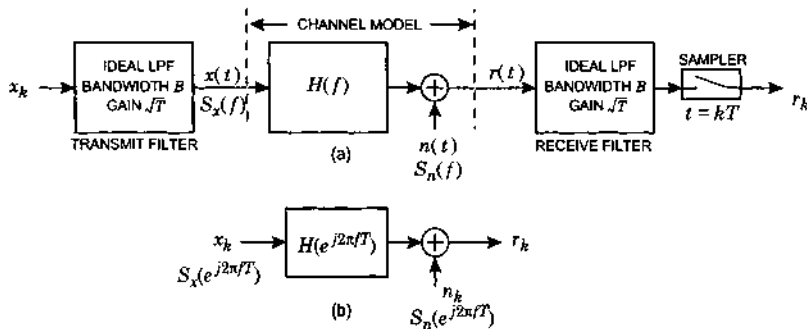 CHANNEL MODEL
x_k
IDEAL LPF
BANDWIDTH B
GAIN √T
TRANSMIT FILTER
x(t)
S_x(f)
H(f)
(a)
n(t)
S_n(f)
r(t)
IDEAL LPF
BANDWIDTH B
GAIN √T
RECEIVE FILTER
SAMPLER
t = kT
r_k
x_k
S_x(e^{j2πfT})
H(e^{j2πfT})
(b)
n_k
S_n(e^{j2πfT})
r_k